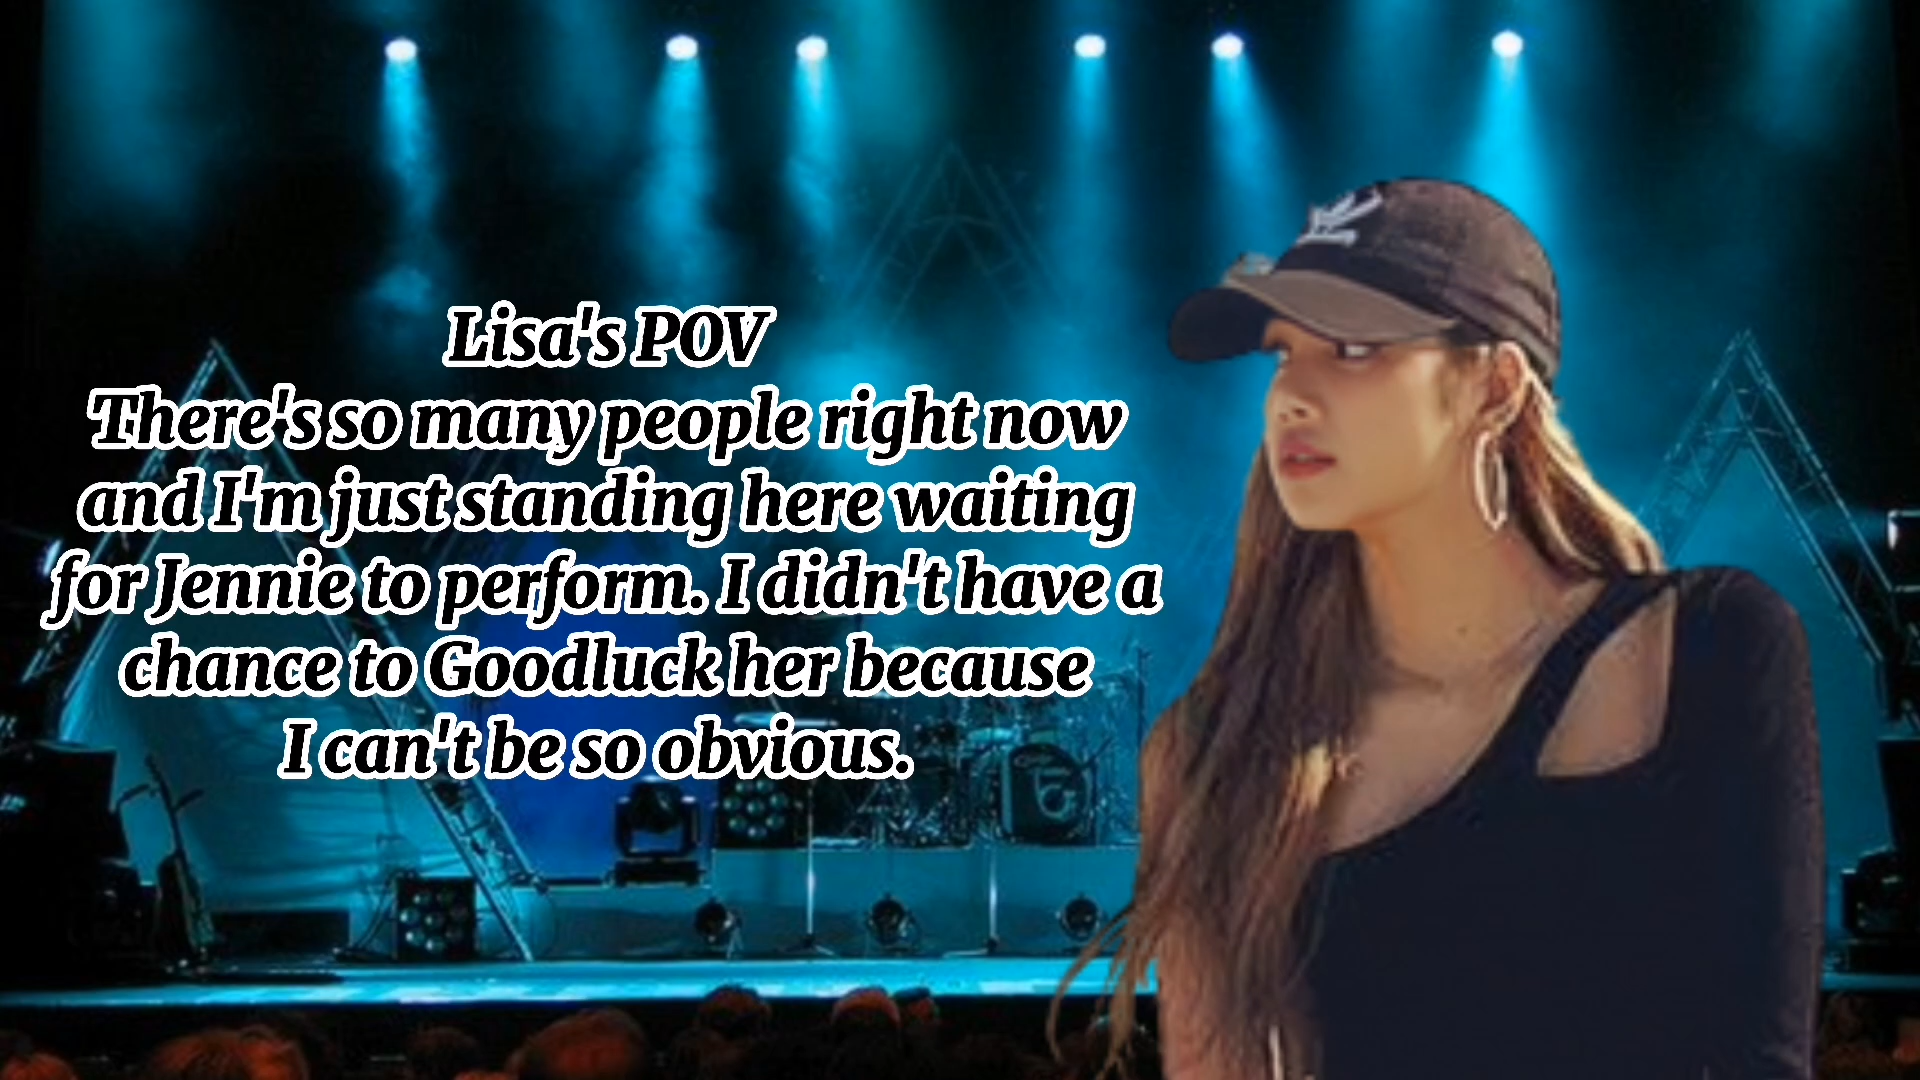 Lisa's POV
There's so many people right now
and I'm just standing here waiting
for Jennie to perform. I didn't have a
chance to Goodluck her because
I can't be so obvious.